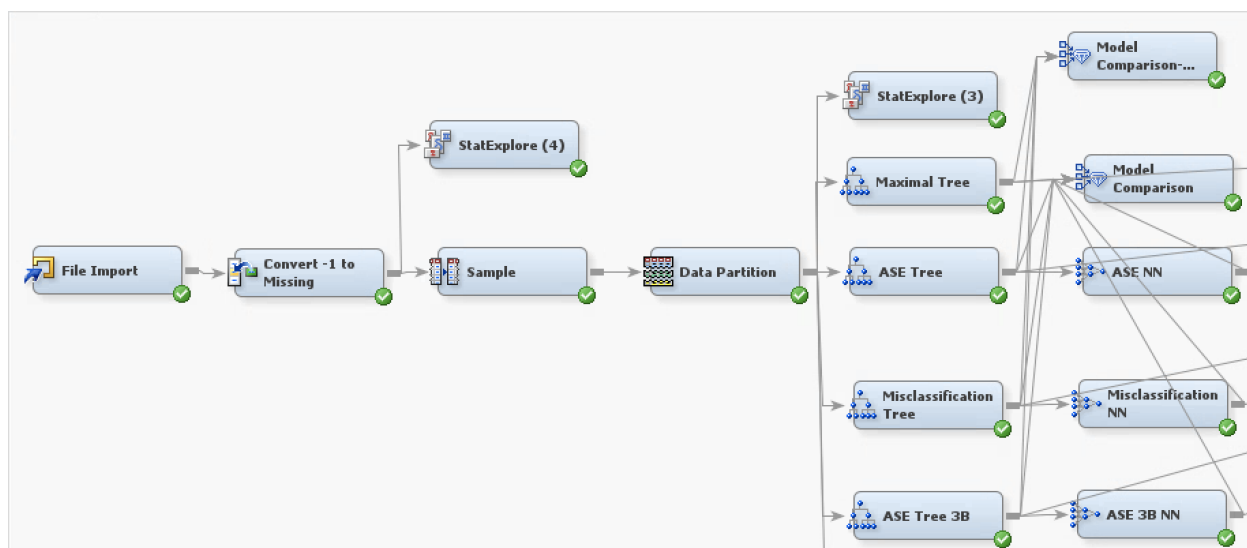 Model
Comparison-...
StatExplore (3)
StatExplore (4)
Maximal Tree
Model
Comparison
File Import
Convert -1 to
Missing
Sample
Data Partition
ASE Tree
ASE NN
Misclassification
Tree
Misclassification
NN
ASE Tree 3B
ASE 3B NN